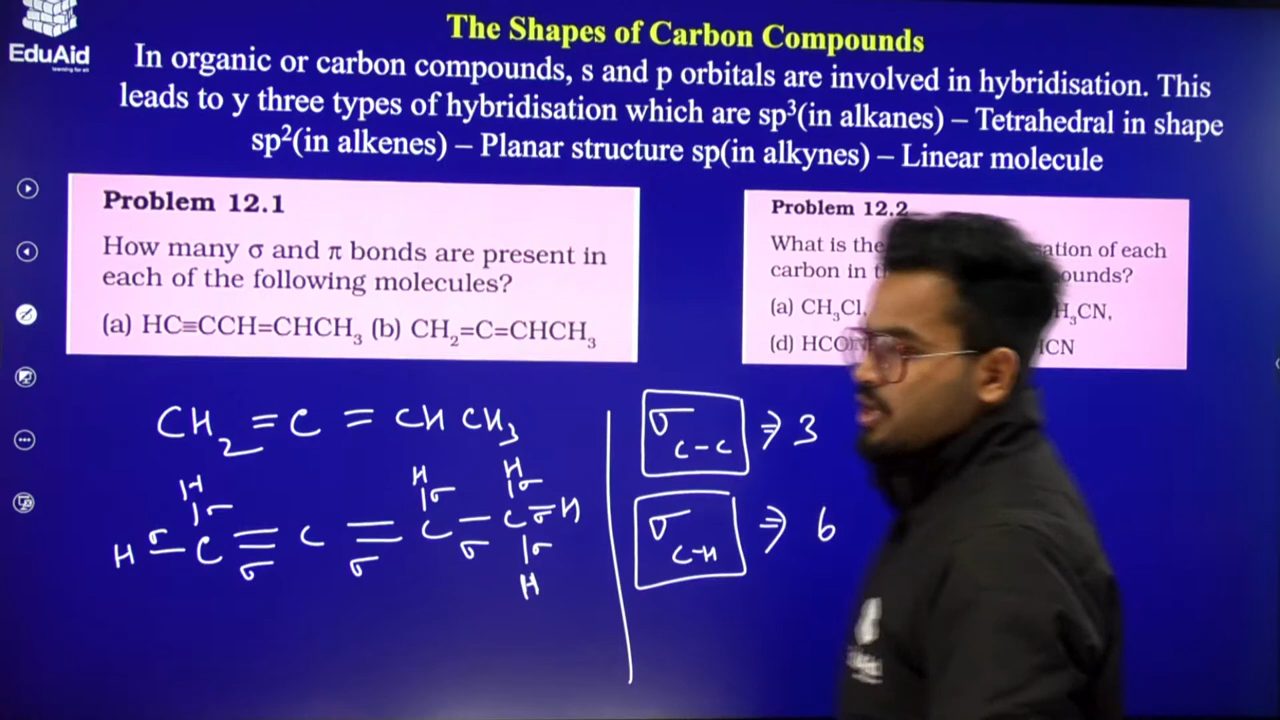 EduAid
learning for all
The Shapes of Carbon Compounds
In organic or carbon compounds, s and p orbitals are involved in hybridisation. This
leads to y three types of hybridisation which are sp³(in alkanes) – Tetrahedral in shape
sp²(in alkenes) – Planar structure sp(in alkynes) – Linear molecule
Problem 12.1
How many σ and π bonds are present in
each of the following molecules?
(a) HC≡CCH=CHCH₃ (b) CH₂=C=CHCH₃
Problem 12.2
What is the
ation of each
carbon in
ounds?
(a) CH₃Cl,
H₃CN,
(d) HCO
CN
CH₂ = C = CH CH₃
H H H
σ σ σ
H σ C = C = C – C σ H
σ σ σ σ
H
σ C–C ⇒ 3
σ C–H ⇒ 6